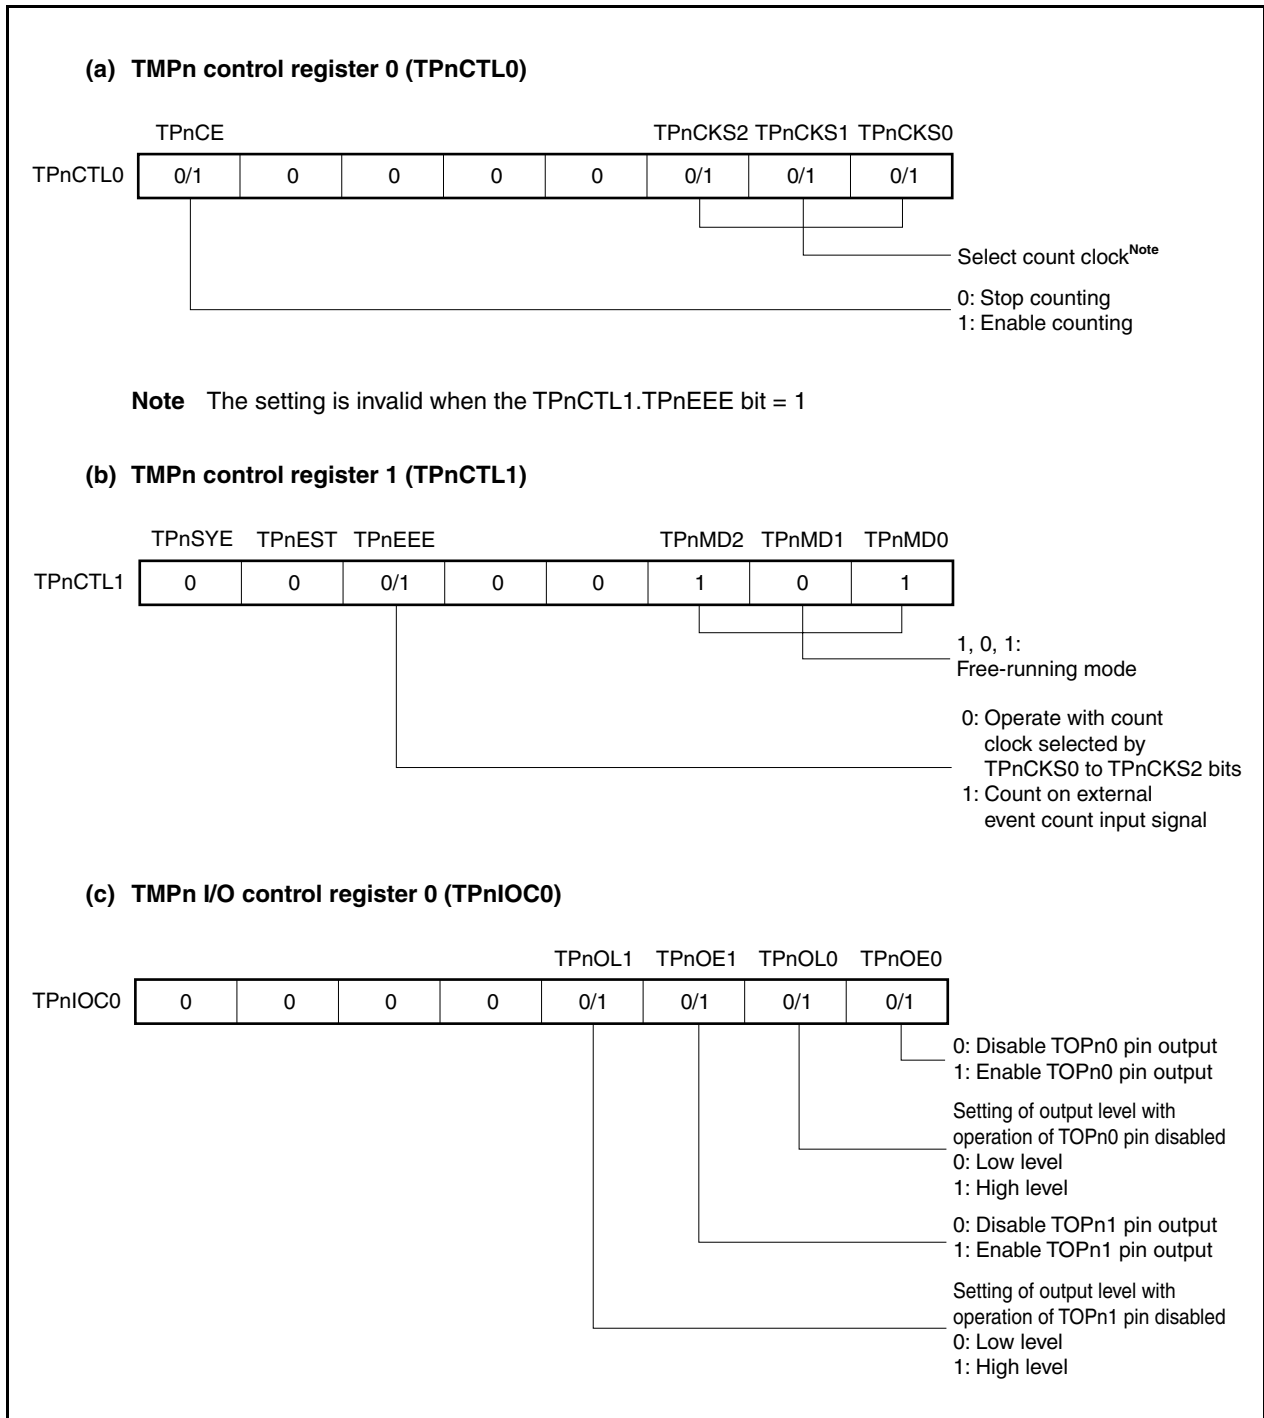 (a) TMPn control register 0 (TPnCTL0)
TPnCE TPnCKS2 TPnCKS1 TPnCKS0
TPnCTL0 0/1 0 0 0 0 0/1 0/1 0/1
Select count clockNote
0: Stop counting
1: Enable counting
Note The setting is invalid when the TPnCTL1.TPnEEE bit = 1
(b) TMPn control register 1 (TPnCTL1)
TPnSYE TPnEST TPnEEE TPnMD2 TPnMD1 TPnMD0
TPnCTL1 0 0 0/1 0 0 1 0 1
1, 0, 1:
Free-running mode
0: Operate with count
clock selected by
TPnCKS0 to TPnCKS2 bits
1: Count on external
event count input signal
(c) TMPn I/O control register 0 (TPnIOC0)
TPnOL1 TPnOE1 TPnOL0 TPnOE0
TPnIOC0 0 0 0 0 0/1 0/1 0/1 0/1
0: Disable TOPn0 pin output
1: Enable TOPn0 pin output
Setting of output level with
operation of TOPn0 pin disabled
0: Low level
1: High level
0: Disable TOPn1 pin output
1: Enable TOPn1 pin output
Setting of output level with
operation of TOPn1 pin disabled
0: Low level
1: High level